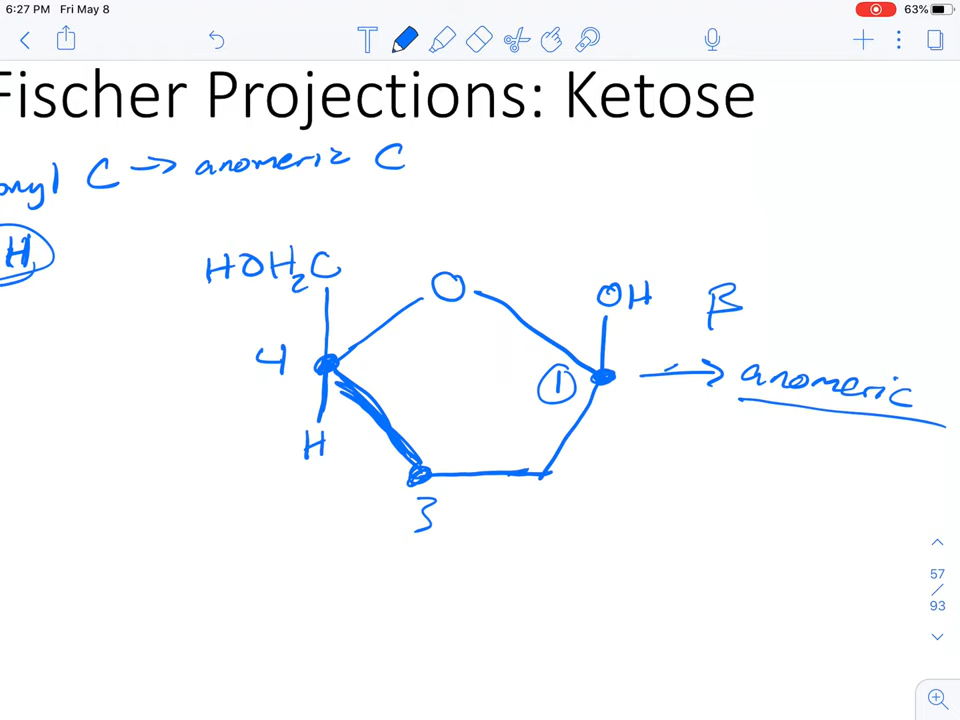 6:27 PM Fri May 8
63%
T
Fischer Projections: Ketose
onyl C → anomeric C
H
HOH₂C
O
OH β
4
1 → anomeric
H
3
57
/
93